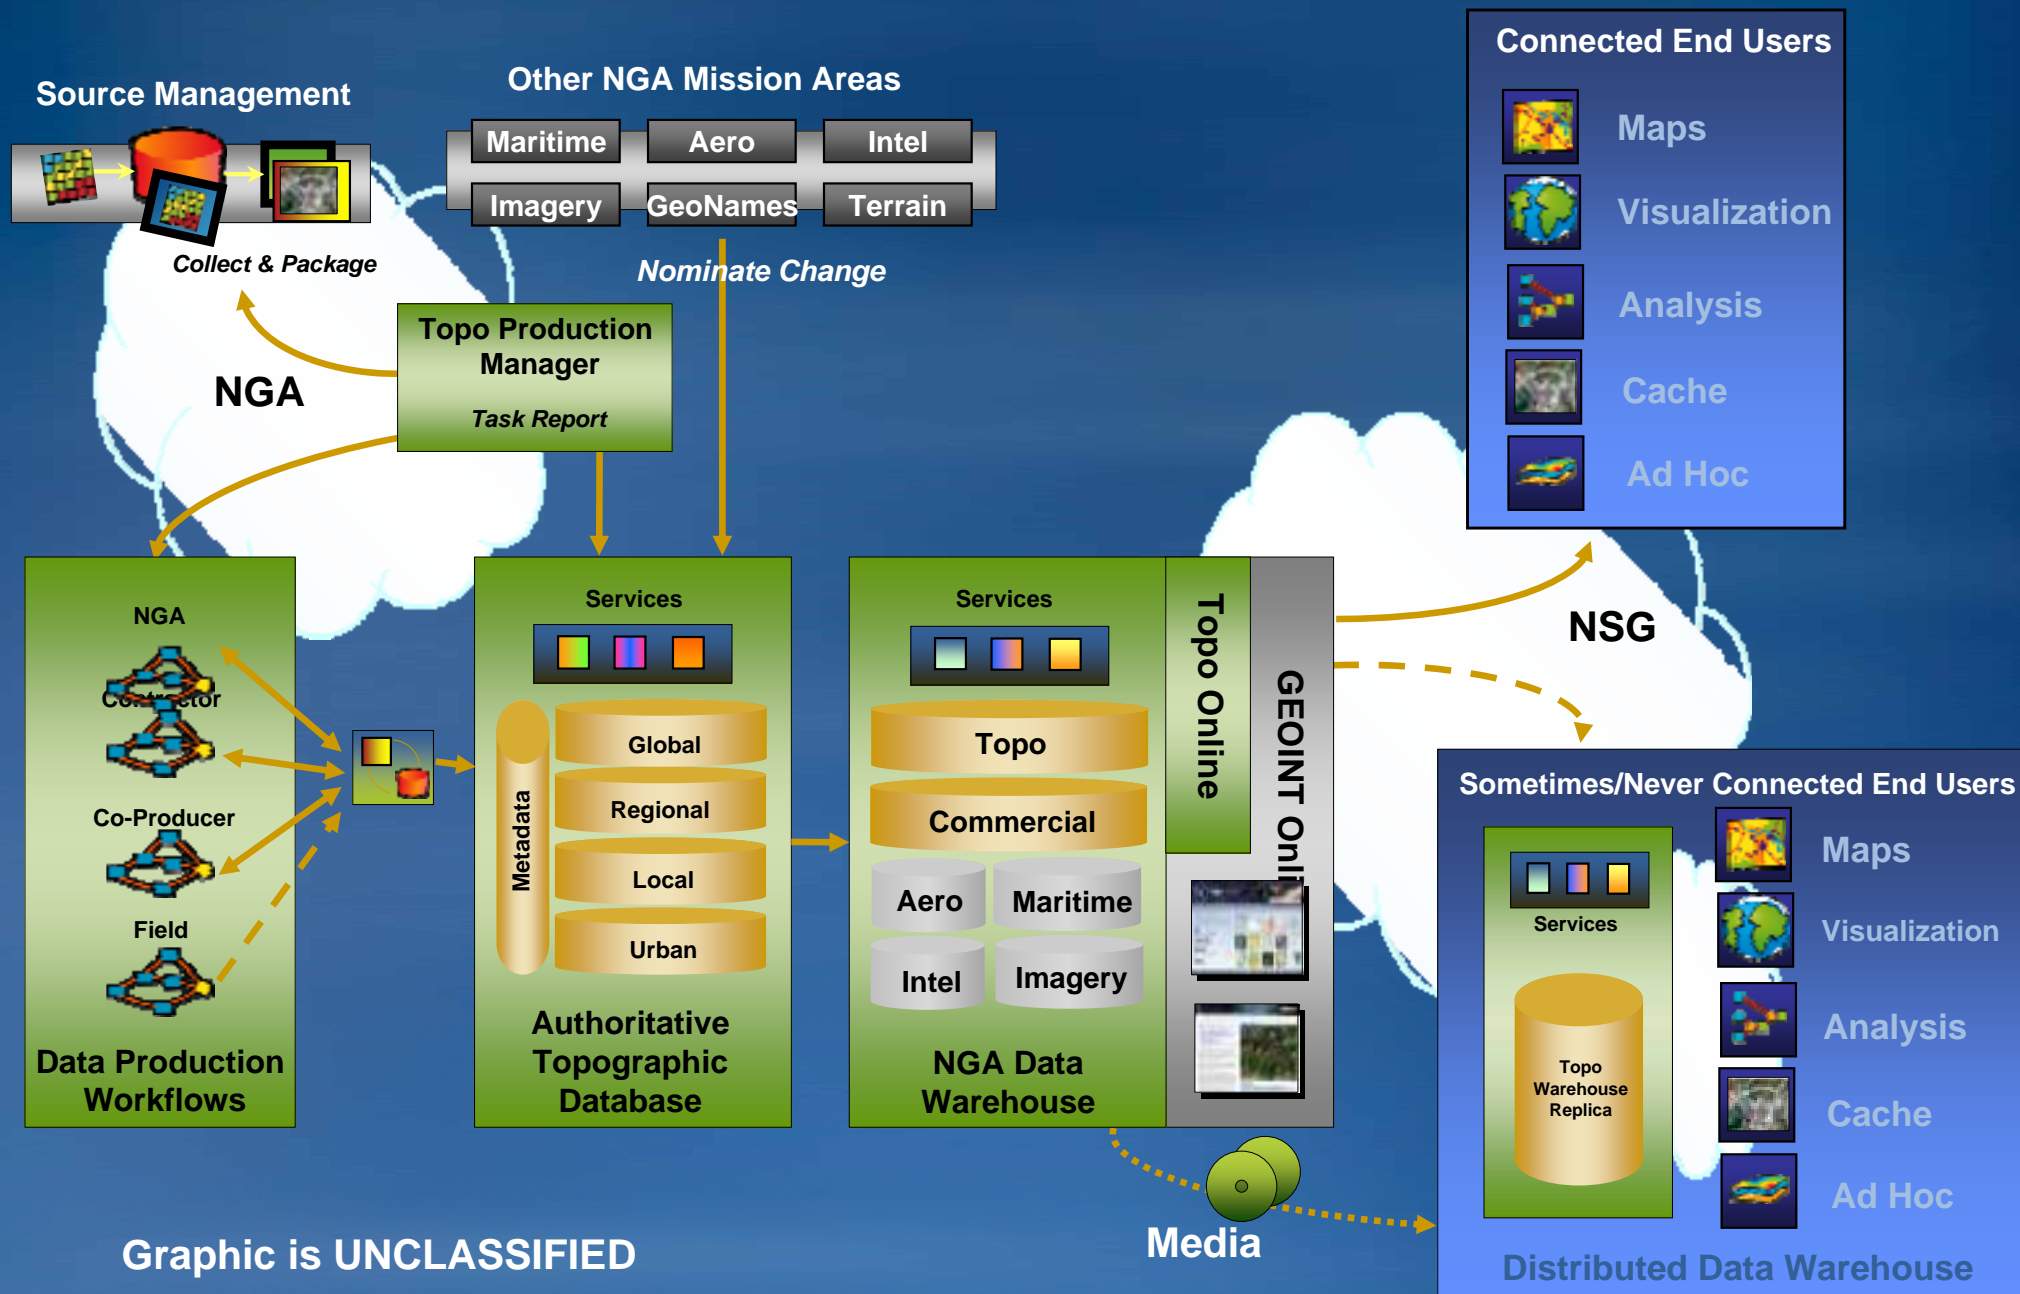 Source Management
Collect & Package
Other NGA Mission Areas
Maritime
Aero
Intel
Imagery
GeoNames
Terrain
Nominate Change
NGA
Topo Production
Manager
Task Report
Connected End Users
Maps
Visualization
Analysis
Cache
Ad Hoc
NSG
NGA
Contractor
Co-Producer
Field
Data Production
Workflows
Services
Metadata
Global
Regional
Local
Urban
Authoritative
Topographic
Database
Services
Topo
Commercial
Aero
Maritime
Intel
Imagery
NGA Data
Warehouse
Topo Online
GEOINT Onli
Sometimes/Never Connected End Users
Services
Topo
Warehouse
Replica
Maps
Visualization
Analysis
Cache
Ad Hoc
Distributed Data Warehouse
Media
Graphic is UNCLASSIFIED